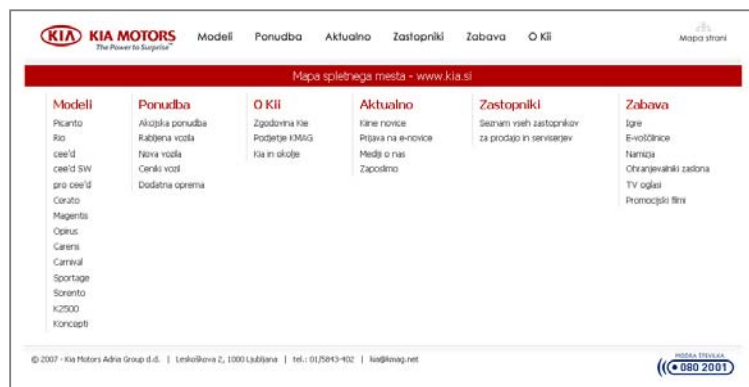 KIA KIA MOTORS
The Power to Surprise™
Modeli Ponudba Aktualno Zastopniki Zabava O Kii
Mapa strani
Mapa spletnega mesta - www.kia.si
Modeli
Picanto
Rio
cee'd
cee'd SW
pro cee'd
Cerato
Magentis
Opirus
Carens
Carnival
Sportage
Sorento
K2500
Koncepti
Ponudba
Akcijska ponudba
Rabljena vozila
Nova vozila
Ceniki vozil
Dodatna oprema
O Kii
Zgodovina Kie
Podjetje KMAG
Kia in okolje
Aktualno
Kiine novice
Prijava na e-novice
Mediji o nas
Zaposlimo
Zastopniki
Seznam vseh zastopnikov
za prodajo in serviserjev
Zabava
Igre
E-voščilnice
Namizja
Ohranjevalniki zaslona
TV oglasi
Promocijski filmi
© 2007 - Kia Motors Adria Group d.d. | Leskoškova 2, 1000 Ljubljana | tel.: 01/5843-402 | kia@kmag.net
MODRA ŠTEVILKA
080 2001